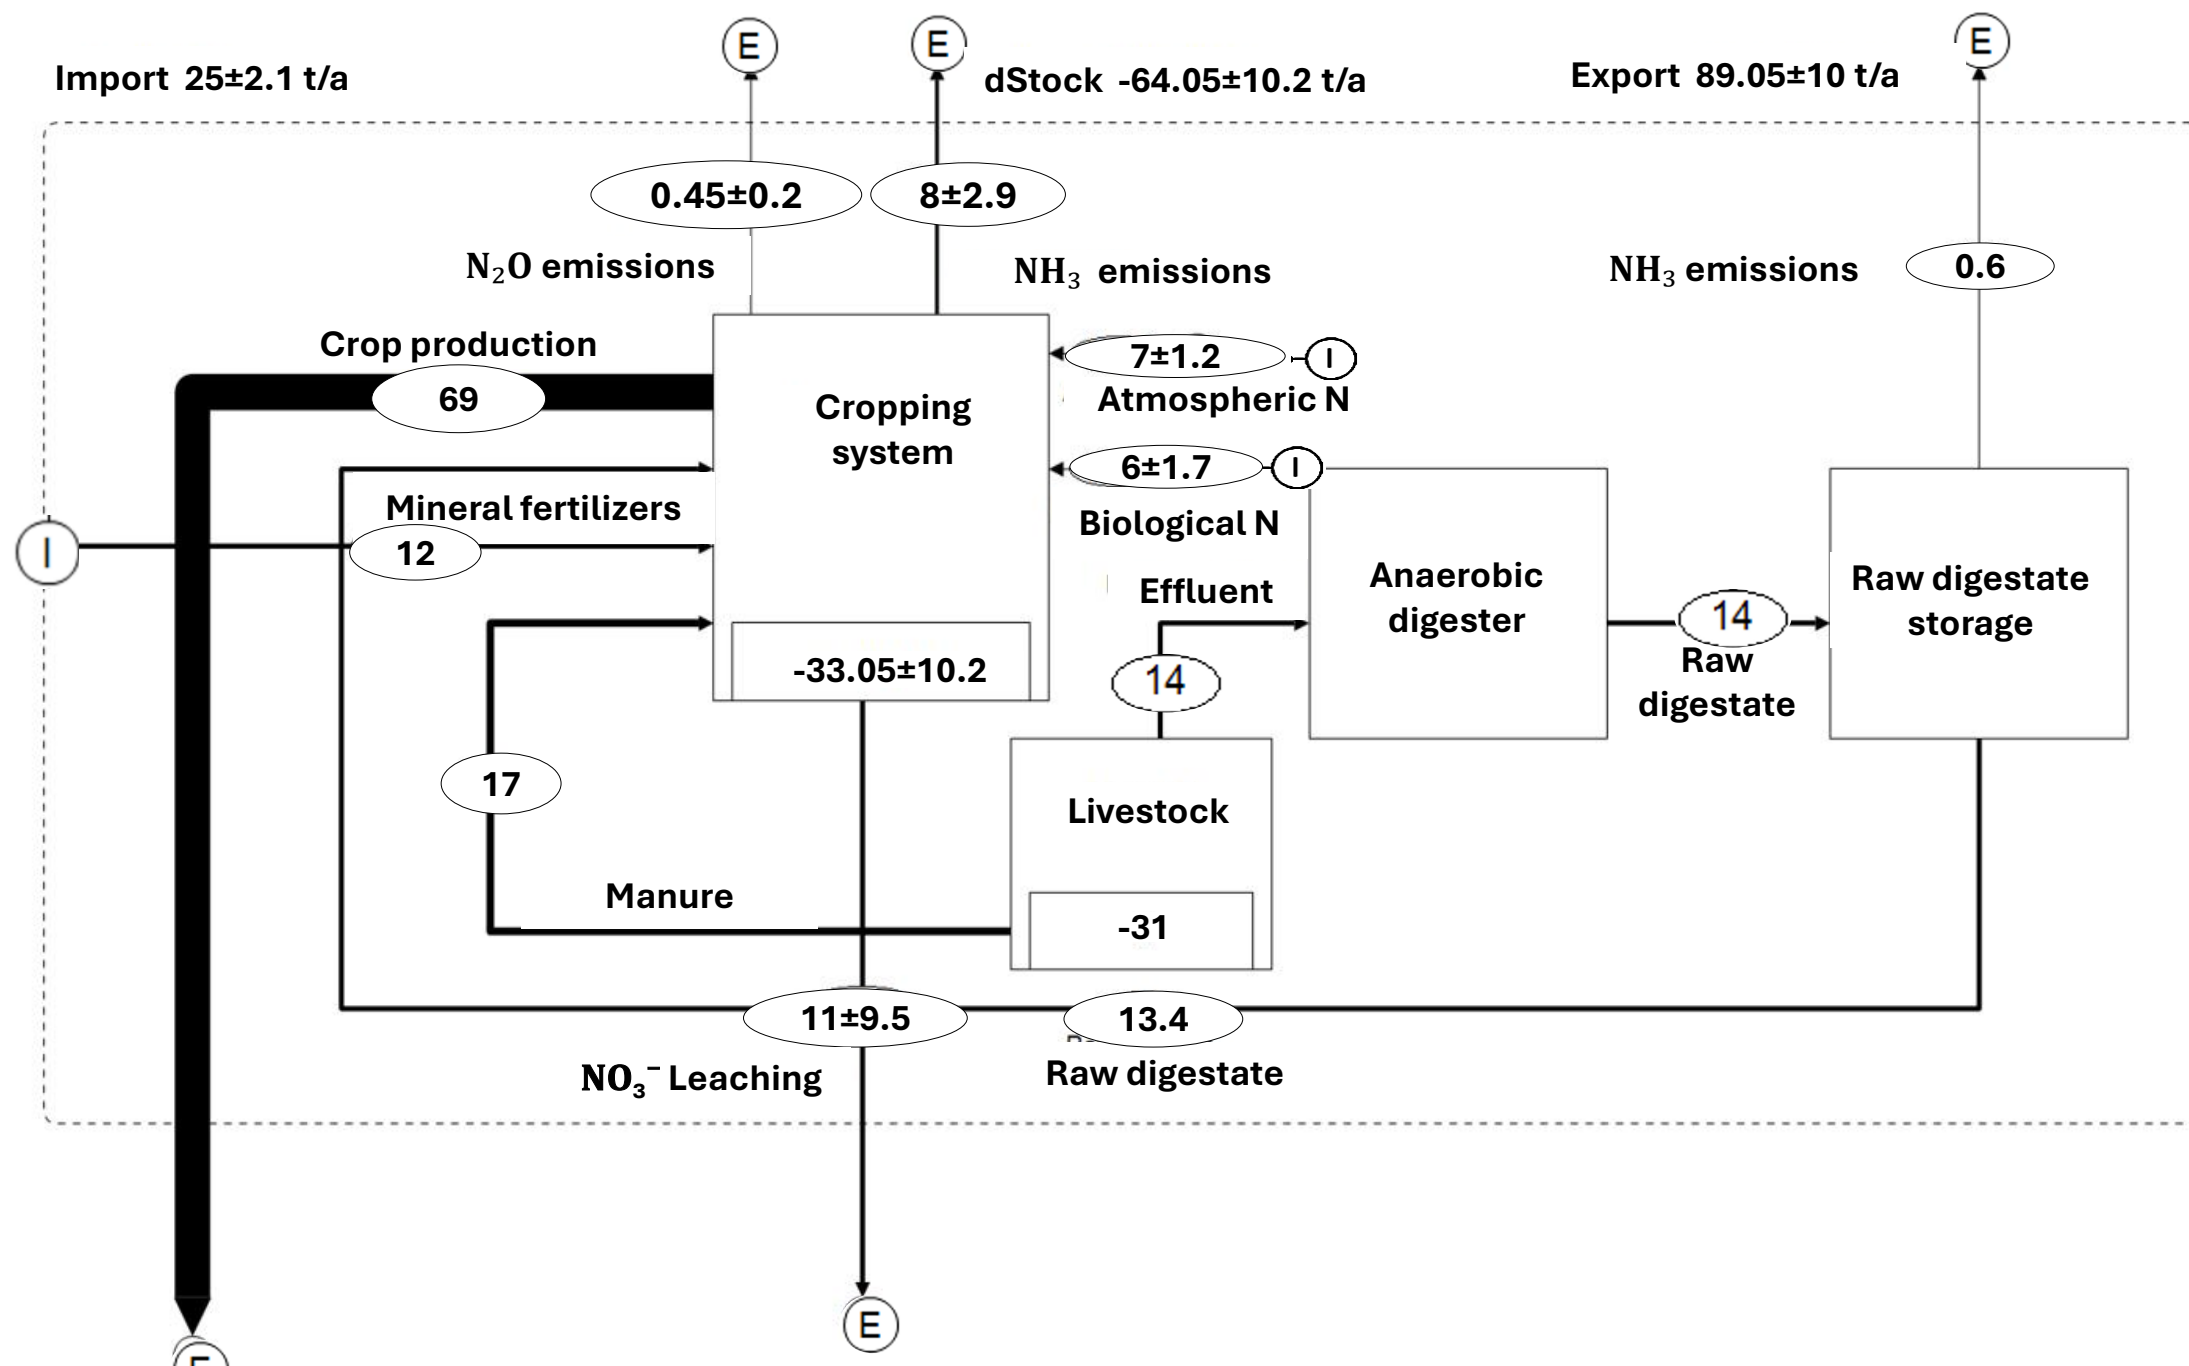 E
E
E
Import 25±2.1 t/a
dStock -64.05±10.2 t/a
Export 89.05±10 t/a
0.45±0.2
8±2.9
N₂O emissions
NH₃ emissions
NH₃ emissions
0.6
Crop production
69
7±1.2
I
Atmospheric N
Cropping
system
6±1.7
I
Biological N
Mineral fertilizers
I
12
Effluent
Anaerobic
digester
14
Raw
digestate
Raw digestate
storage
-33.05±10.2
14
17
Livestock
Manure
-31
11±9.5
13.4
NO₃⁻ Leaching
Raw digestate
E